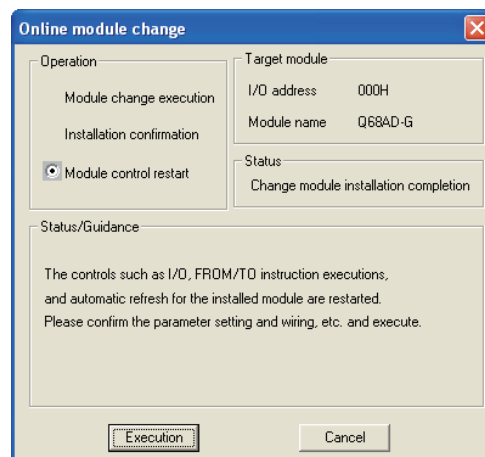 Online module change
Operation
Module change execution
Installation confirmation
Module control restart
Target module
I/O address 000H
Module name Q68AD-G
Status
Change module installation completion
Status/Guidance
The controls such as I/O, FROM/TO instruction executions,
and automatic refresh for the installed module are restarted.
Please confirm the parameter setting and wiring, etc. and execute.
Execution
Cancel